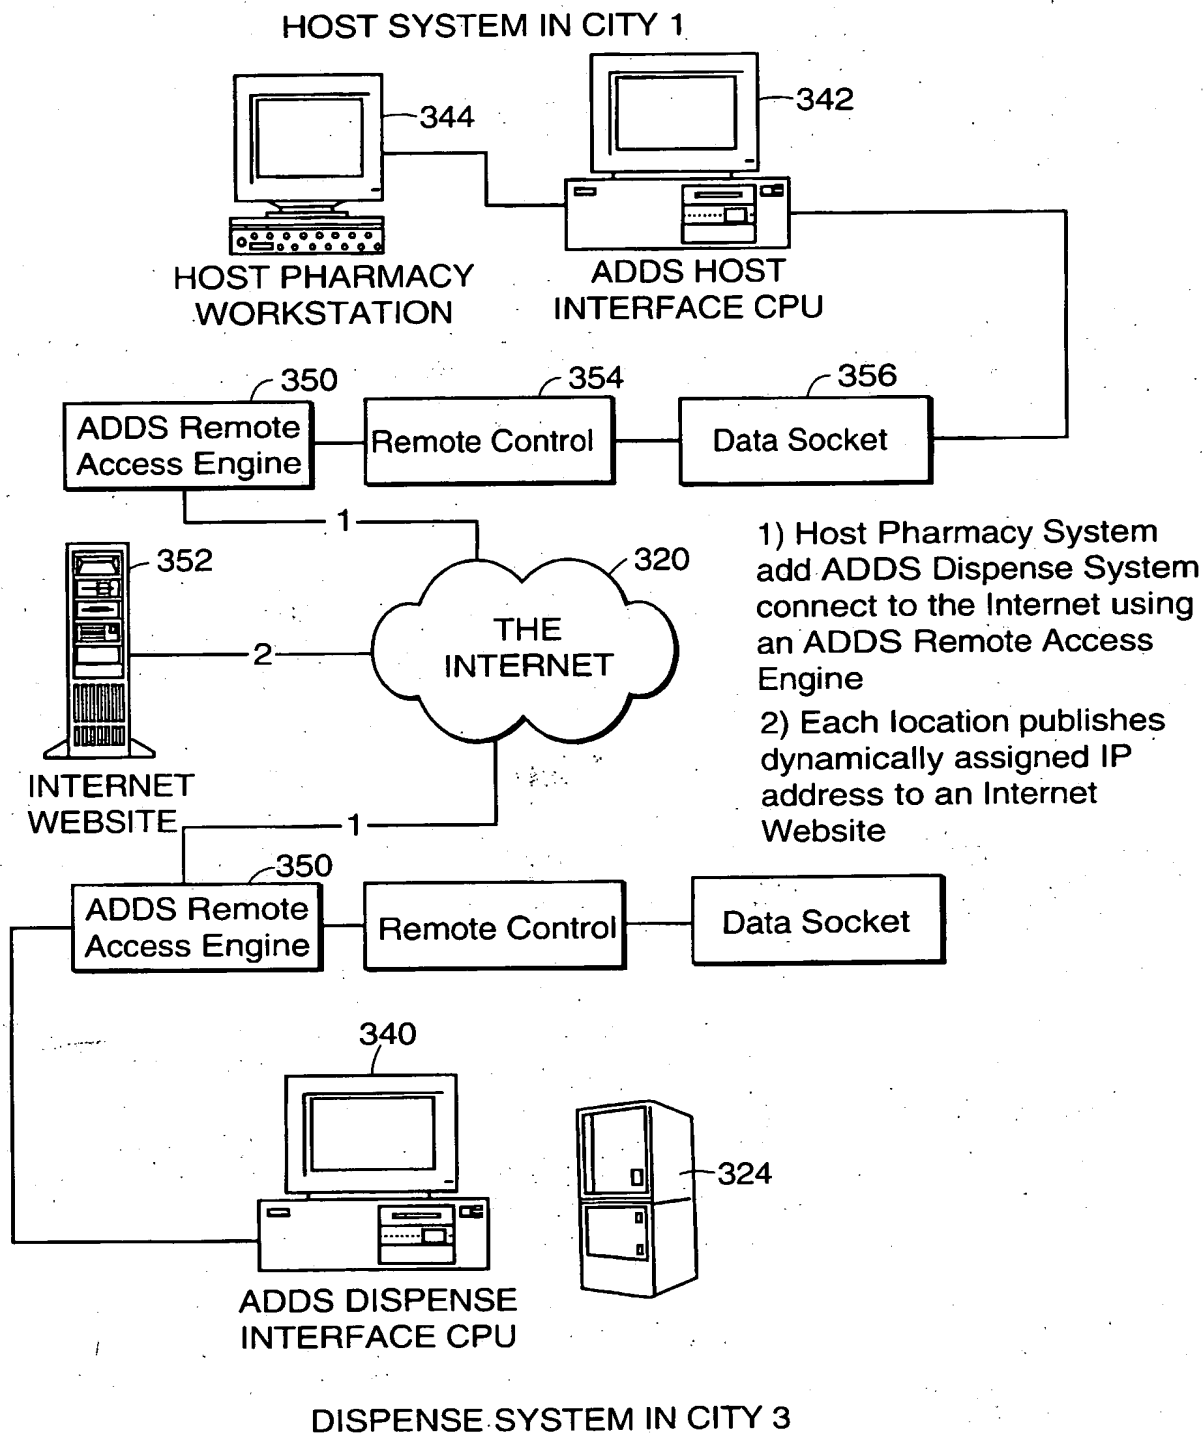 HOST SYSTEM IN CITY 1
344
342
HOST PHARMACY
WORKSTATION
ADDS HOST
INTERFACE CPU
350
354
356
ADDS Remote
Access Engine
Remote Control
Data Socket
1
352
320
THE
INTERNET
2
INTERNET
WEBSITE
1) Host Pharmacy System
add ADDS Dispense System
connect to the Internet using
an ADDS Remote Access
Engine
2) Each location publishes
dynamically assigned IP
address to an Internet
Website
1
350
ADDS Remote
Access Engine
Remote Control
Data Socket
340
324
ADDS DISPENSE
INTERFACE CPU
DISPENSE SYSTEM IN CITY 3